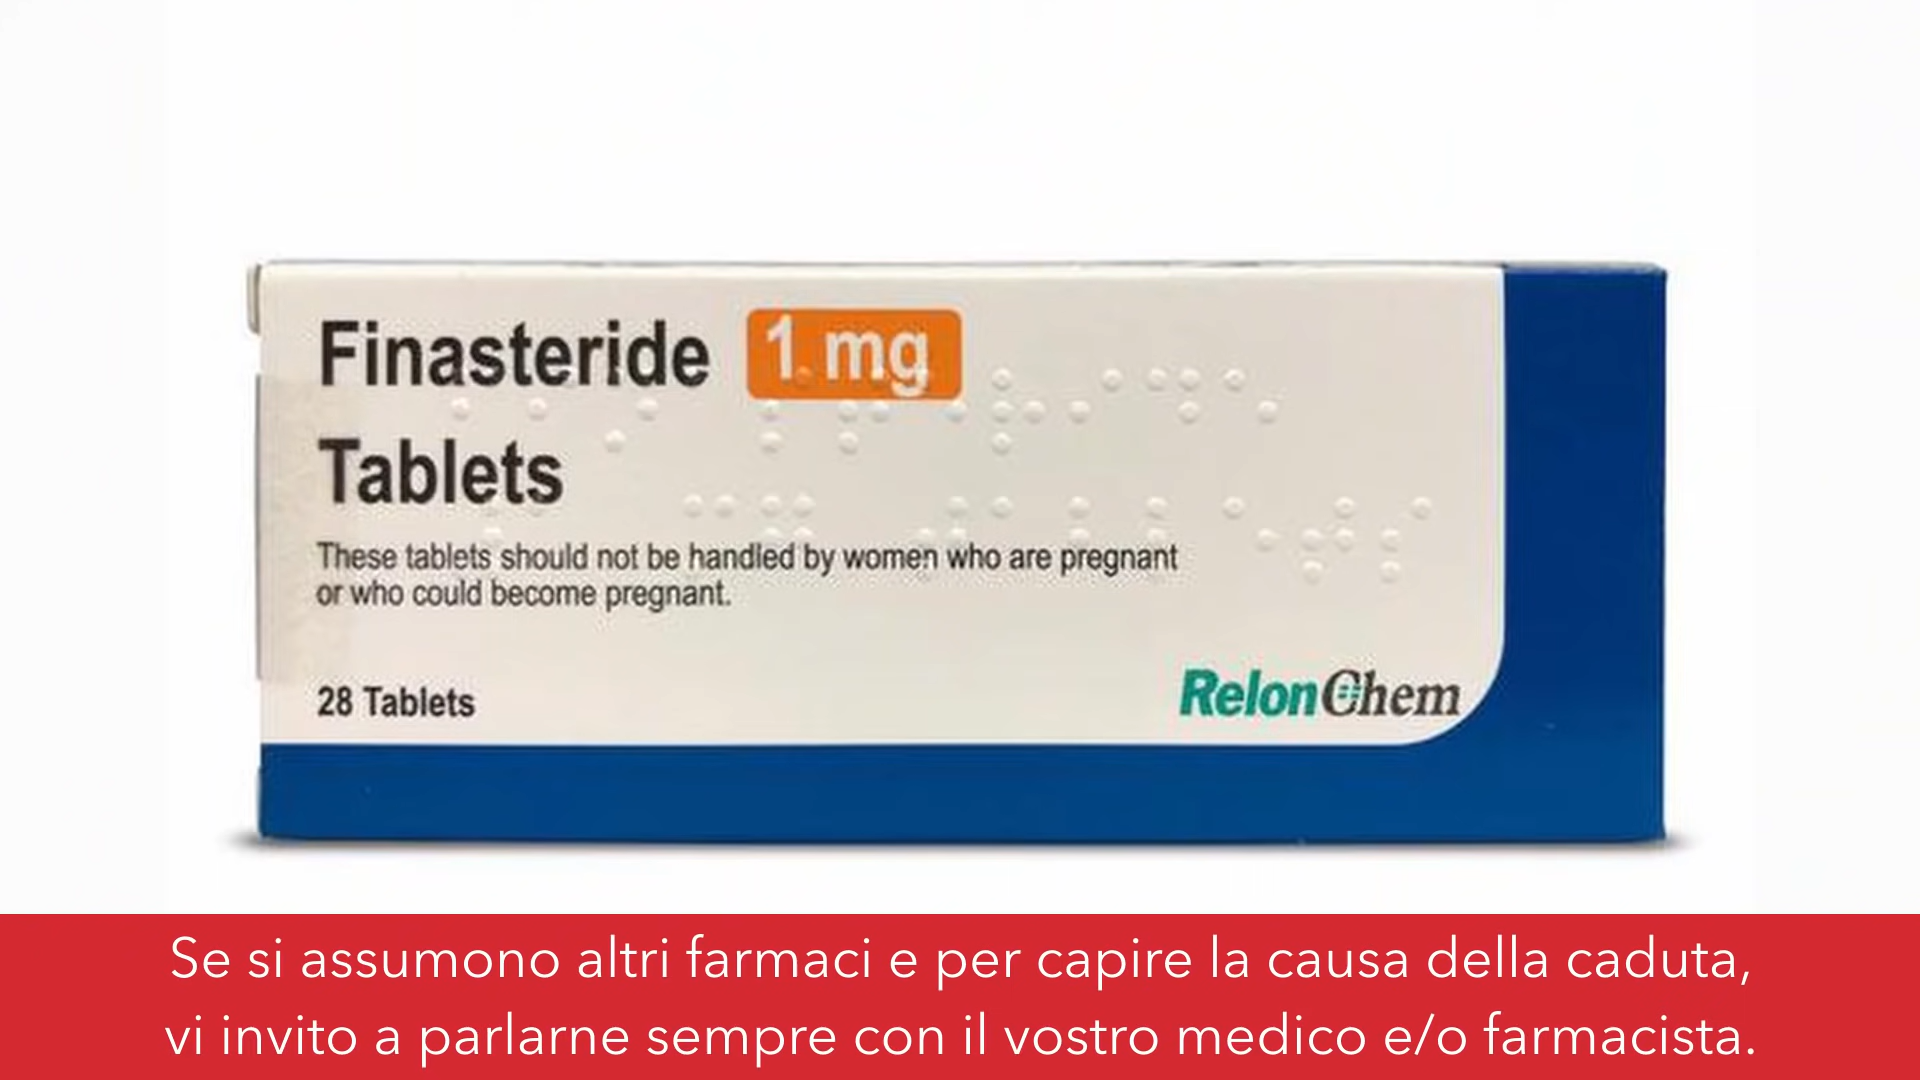 Finasteride 1 mg
Tablets
These tablets should not be handled by women who are pregnant
or who could become pregnant.
28 Tablets
RelonChem
Se si assumono altri farmaci e per capire la causa della caduta,
vi invito a parlarne sempre con il vostro medico e/o farmacista.